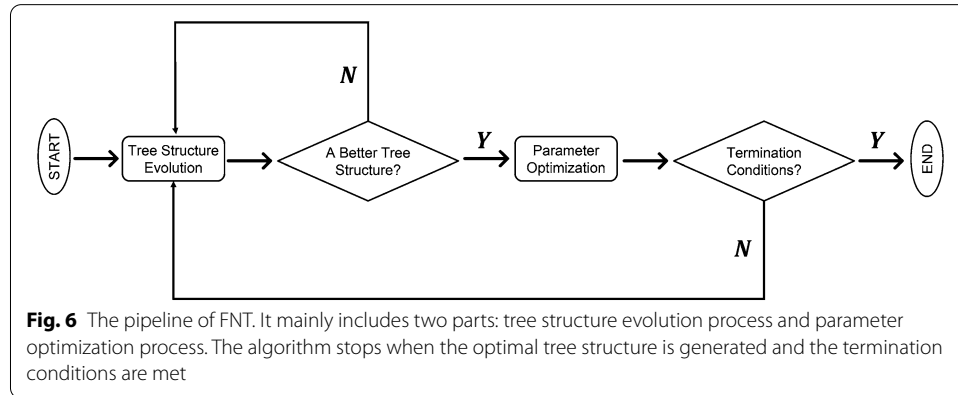 N
START
Tree Structure
Evolution
A Better Tree
Structure?
Y
Parameter
Optimization
Termination
Conditions?
Y
END
N
Fig. 6 The pipeline of FNT. It mainly includes two parts: tree structure evolution process and parameter
optimization process. The algorithm stops when the optimal tree structure is generated and the termination
conditions are met